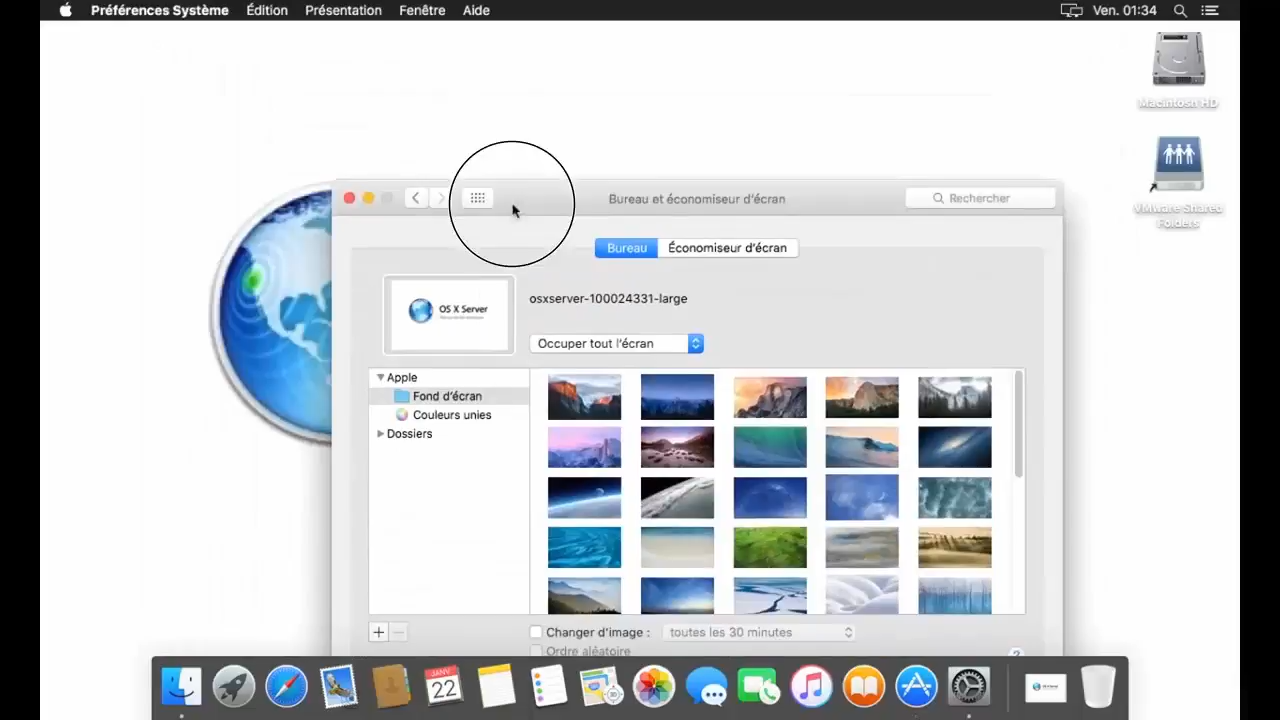 Préférences Système Édition Présentation Fenêtre Aide Ven. 01:34
Macintosh HD
VMware Shared
Folders
Bureau et économiseur d'écran
Rechercher
Bureau Économiseur d'écran
OS X Server
osxserver-100024331-large
Occuper tout l'écran
Apple
Fond d'écran
Couleurs unies
Dossiers
+ −
Changer d'image : toutes les 30 minutes
Ordre aléatoire
?
JANV
22